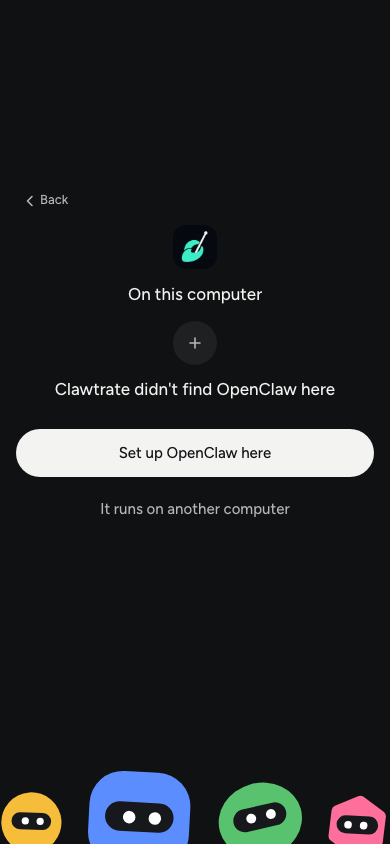 Back
On this computer
Clawtrate didn't find OpenClaw here
Set up OpenClaw here
It runs on another computer